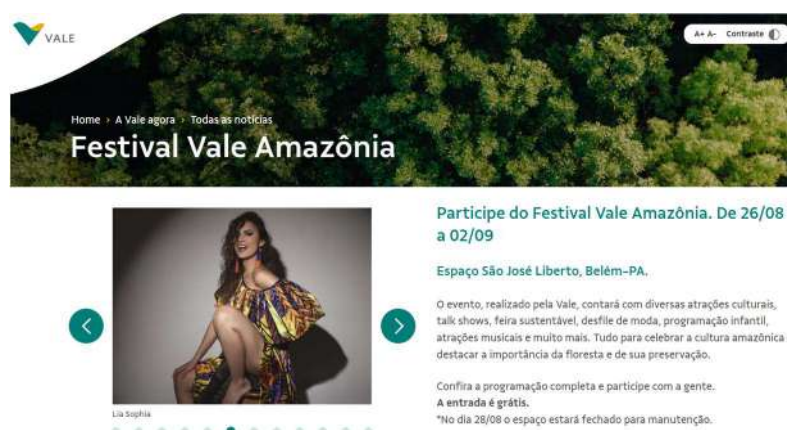 VALE
A+ A- Contraste
Home › A Vale agora › Todas as notícias
Festival Vale Amazônia
Participe do Festival Vale Amazônia. De 26/08
a 02/09
Espaço São José Liberto, Belém-PA.
O evento, realizado pela Vale, contará com diversas atrações culturais,
talk shows, feira sustentável, desfile de moda, programação infantil,
atrações musicais e muito mais. Tudo para celebrar a cultura amazônica
destacar a importância da floresta e de sua preservação.
Confira a programação completa e participe com a gente.
A entrada é grátis.
*No dia 28/08 o espaço estará fechado para manutenção.
Lia Sophia